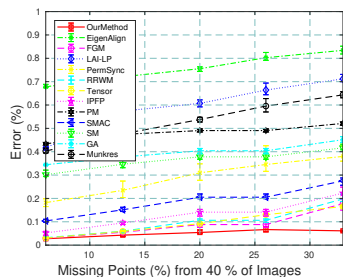 1
0.9
0.8
0.7
0.6
0.5
0.4
0.3
0.2
0.1
0
Error (%)
OurMethod
EigenAlign
FGM
LAI-LP
PermSync
RRWM
Tensor
IPFP
PM
SMAC
SM
GA
Munkres
15
20
25
30
Missing Points (%) from 40 % of Images